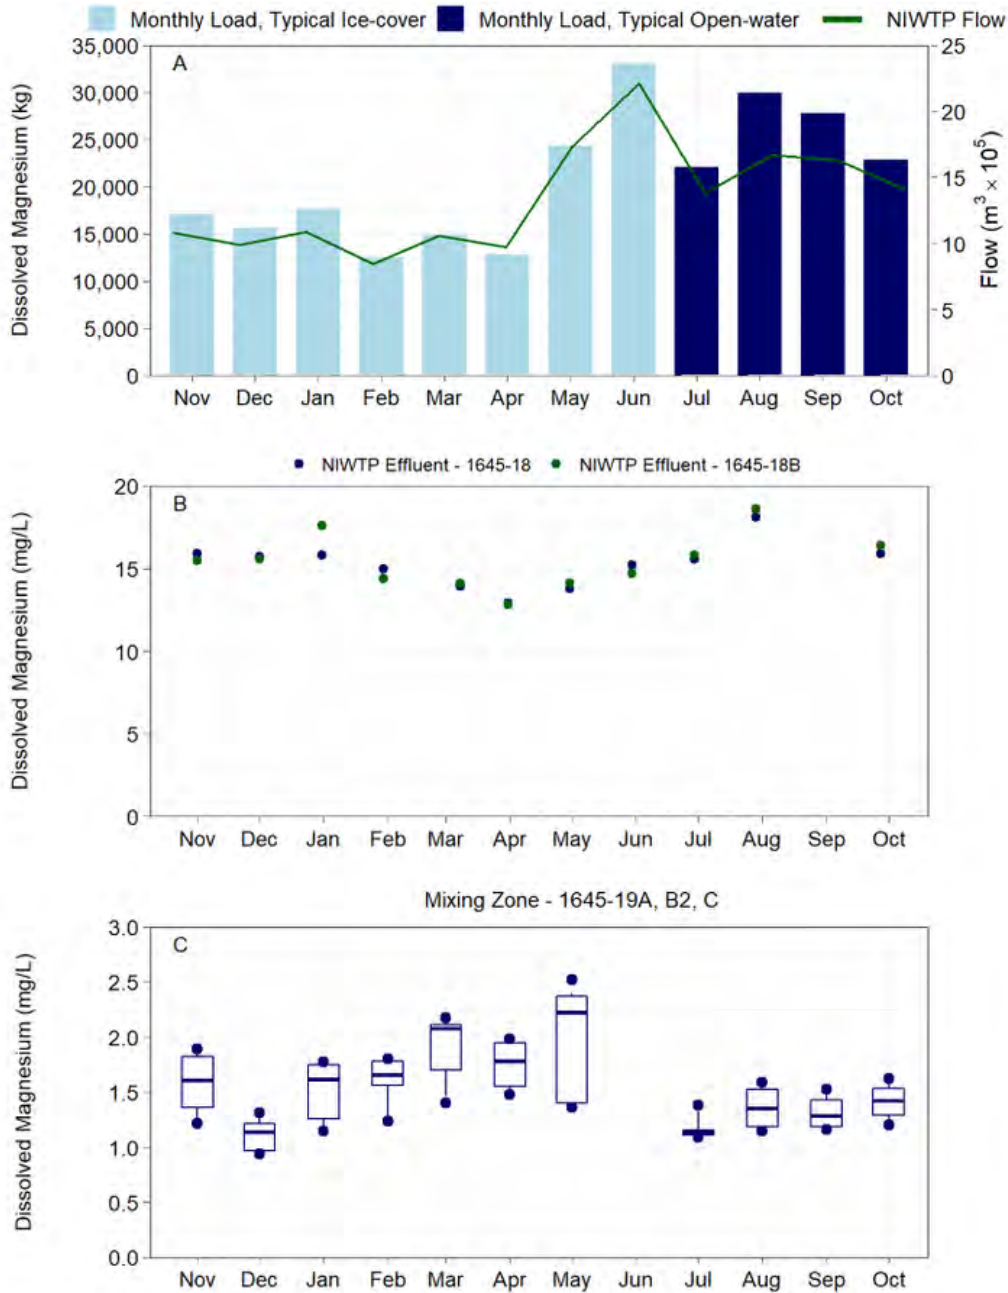 Monthly Load, Typical Ice-cover Monthly Load, Typical Open-water NIWTP Flow
A
Dissolved Magnesium (kg)
35,000
30,000
25,000
20,000
15,000
10,000
5,000
0
25
20
15
10
5
0
Flow (m³ × 10⁵)
Nov Dec Jan Feb Mar Apr May Jun Jul Aug Sep Oct
NIWTP Effluent - 1645-18 NIWTP Effluent - 1645-18B
B
Dissolved Magnesium (mg/L)
20
15
10
5
0
Nov Dec Jan Feb Mar Apr May Jun Jul Aug Sep Oct
Mixing Zone - 1645-19A, B2, C
C
Dissolved Magnesium (mg/L)
3.0
2.5
2.0
1.5
1.0
0.5
0.0
Nov Dec Jan Feb Mar Apr May Jun Jul Aug Sep Oct